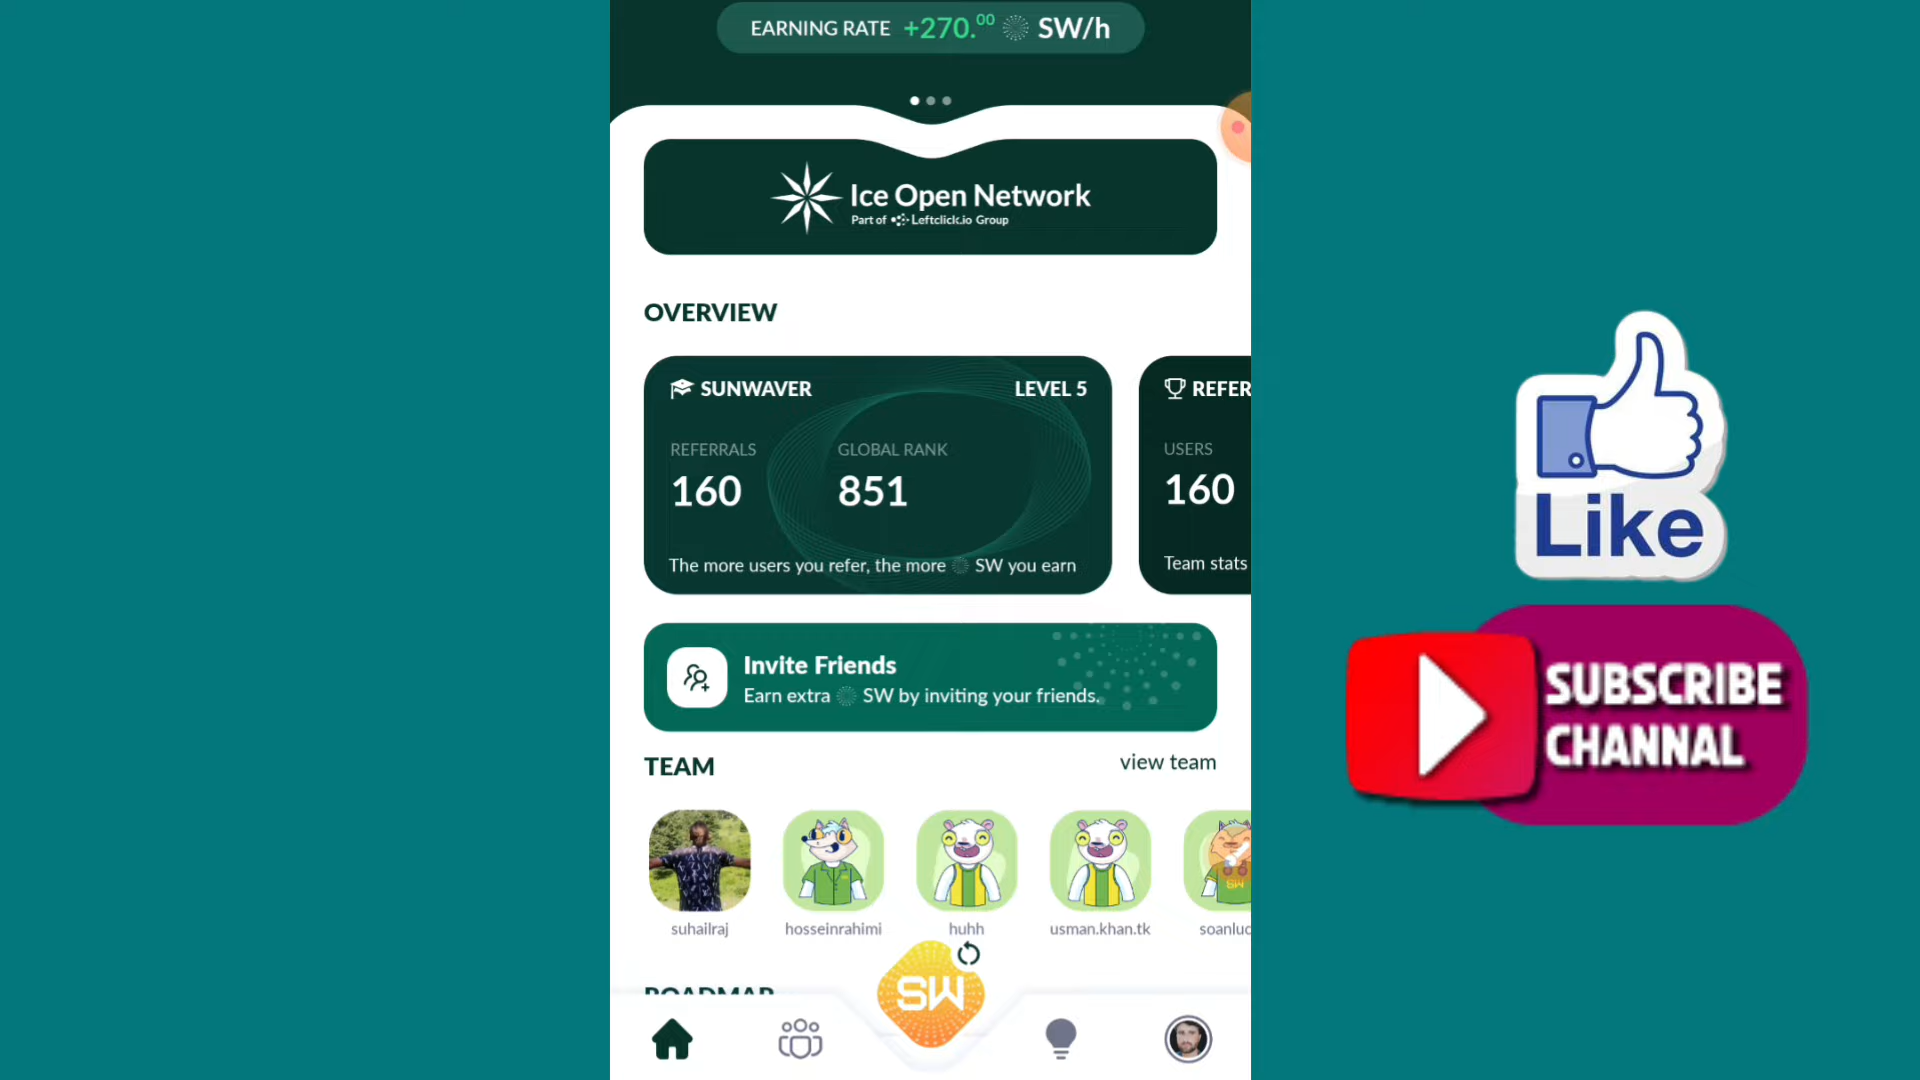 EARNING RATE +270.00 SW/h
Ice Open Network
Part of Leftclick.io Group
OVERVIEW
SUNWAVER LEVEL 5
REFERRALS GLOBAL RANK
160 851
The more users you refer, the more SW you earn
REFER
USERS
160
Team stats
Invite Friends
Earn extra SW by inviting your friends.
TEAM view team
suhailraj hosseinrahimi huhh usman.khan.tk soanluc
SW
ROADMAP
SW
Like
SUBSCRIBE
CHANNAL